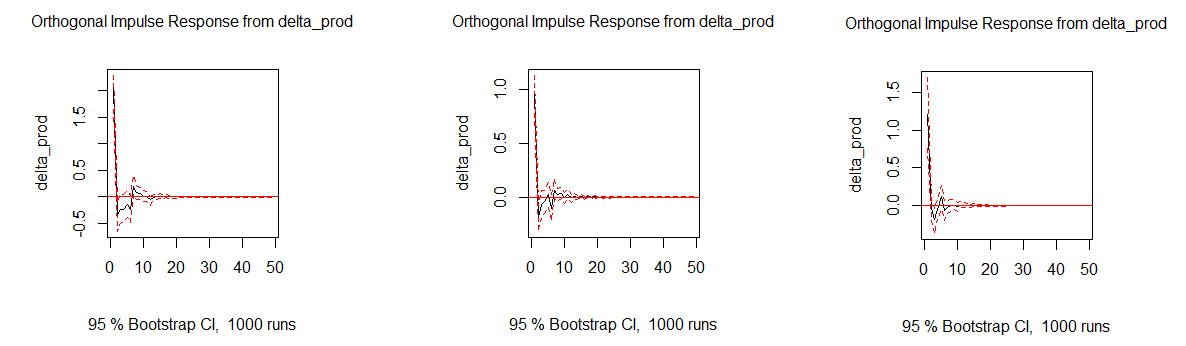 Orthogonal Impulse Response from delta_prod
delta_prod
1.5
0.5
-0.5
0 10 20 30 40 50
95 % Bootstrap CI, 1000 runs
Orthogonal Impulse Response from delta_prod
delta_prod
1.0
0.5
0.0
0 10 20 30 40 50
95 % Bootstrap CI, 1000 runs
Orthogonal Impulse Response from delta_prod
delta_prod
1.5
1.0
0.5
0.0
0 10 20 30 40 50
95 % Bootstrap CI, 1000 runs